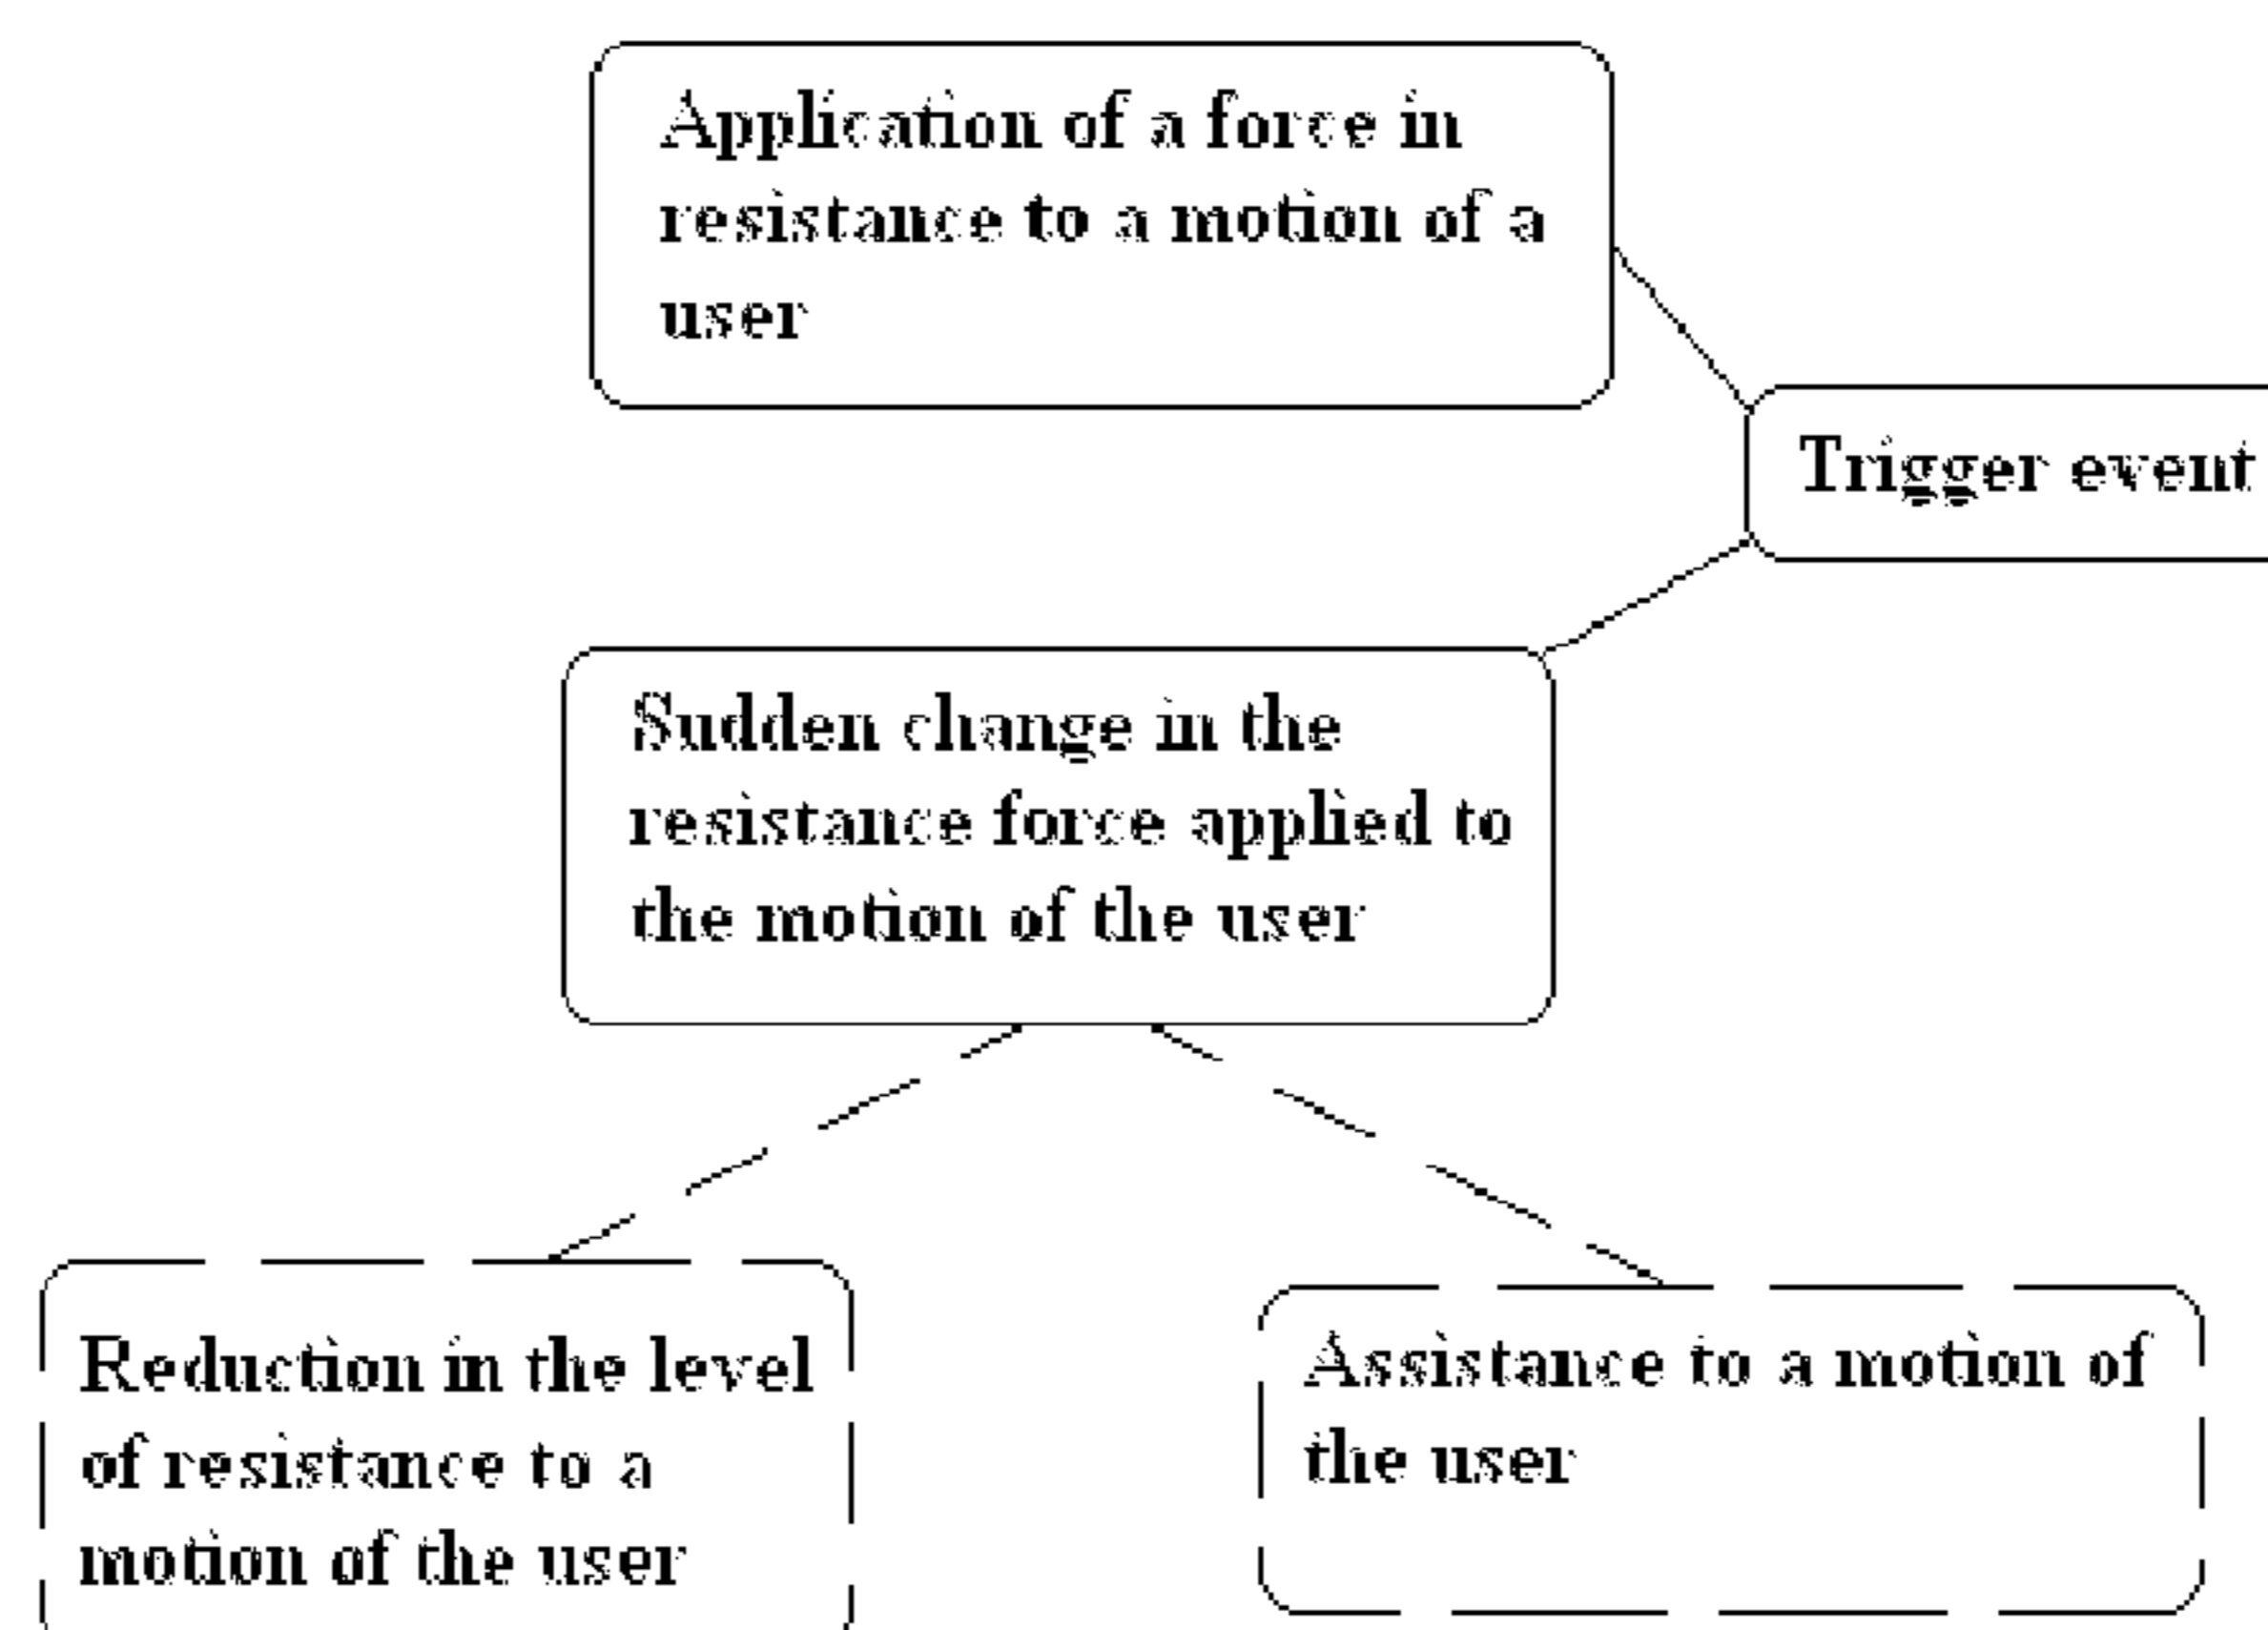 Application of a force in
resistance to a motion of a
user
Trigger event
Sudden change in the
resistance force applied to
the motion of the user
Reduction in the level
of resistance to a
motion of the user
Assistance to a motion of
the user